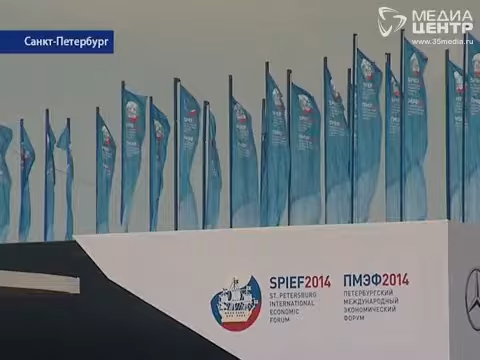 Санкт-Петербург
МЕДИА
ЦЕНТР
www.35media.ru
SPIEF2014
ST. PETERSBURG
INTERNATIONAL
ECONOMIC
FORUM
ПМЭФ2014
ПЕТЕРБУРГСКИЙ
МЕЖДУНАРОДНЫЙ
ЭКОНОМИЧЕСКИЙ
ФОРУМ